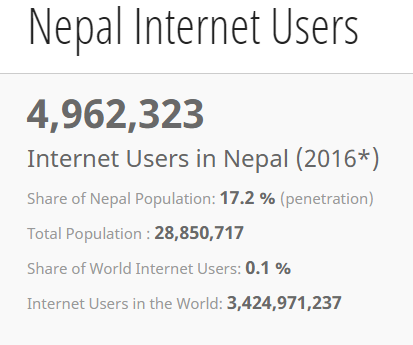 Nepal Internet Users
4,962,323
Internet Users in Nepal (2016*)
Share of Nepal Population: 17.2 % (penetration)
Total Population : 28,850,717
Share of World Internet Users: 0.1 %
Internet Users in the World: 3,424,971,237